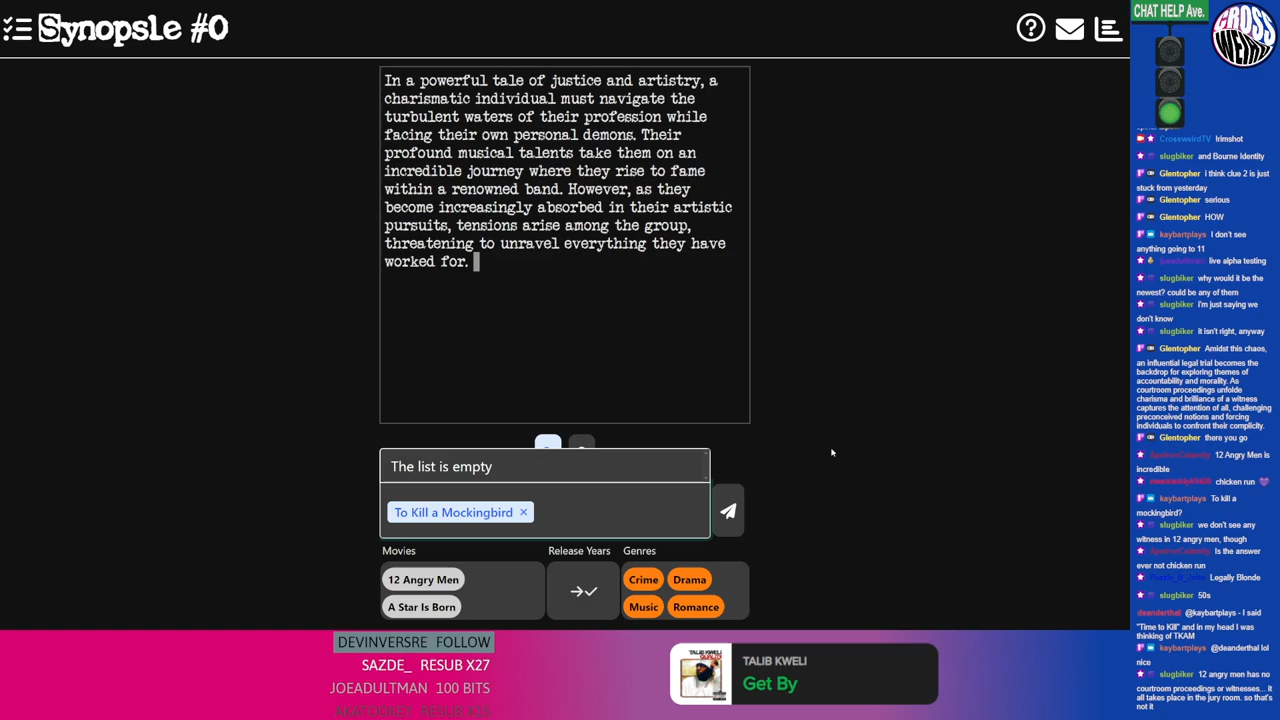 Synopsle #0
In a powerful tale of justice and artistry, a
charismatic individual must navigate the
turbulent waters of their profession while
facing their own personal demons. Their
profound musical talents take them on an
incredible journey where they rise to fame
within a renowned band. However, as they
become increasingly absorbed in their artistic
pursuits, tensions arise among the group,
threatening to unravel everything they have
worked for.
The list is empty
To Kill a Mockingbird ×
Movies
Release Years
Genres
12 Angry Men
A Star Is Born
Crime
Drama
Music
Romance
DEVINVERSRE FOLLOW
SAZDE_ RESUB X27
JOEADULTMAN 100 BITS
TALIB KWELI
Get By
CHAT HELP Ave.
CROSS
WEIRD
CrossweirdTV !rimshot
slugbiker and Bourne Identity
Glentopher i think clue 2 is just
stuck from yesterday
Glentopher serious
Glentopher HOW
kaybartplays I don't see
anything going to 11
live alpha testing
slugbiker why would it be the
newest? could be any of them
slugbiker I'm just saying we
don't know
slugbiker it isn't right, anyway
Glentopher Amidst this chaos,
an influential legal trial becomes the
backdrop for exploring themes of
accountability and morality. As
courtroom proceedings unfolde
charisma and brilliance of a witness
captures the attention of all, challenging
preconceived notions and forcing
individuals to confront their complicity.
Glentopher there you go
12 Angry Men is
incredible
chicken run
kaybartplays To kill a
mockingbird?
slugbiker we don't see any
witness in 12 angry men, though
Is the answer
ever not chicken run
Legally Blonde
slugbiker 50s
deanderthal @kaybartplays - I said
"Time to Kill" and in my head I was
thinking of TKAM
kaybartplays @deanderthal lol
nice
slugbiker 12 angry men has no
courtroom proceedings or witnesses... it
all takes place in the jury room. so that's
not it